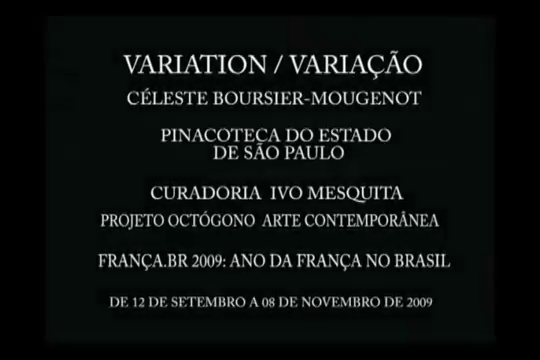 VARIATION / VARIAÇÃO
CÉLESTE BOURSIER-MOUGENOT
PINACOTECA DO ESTADO
DE SÃO PAULO
CURADORIA IVO MESQUITA
PROJETO OCTÓGONO ARTE CONTEMPORÂNEA
FRANÇA.BR 2009: ANO DA FRANÇA NO BRASIL
DE 12 DE SETEMBRO A 08 DE NOVEMBRO DE 2009